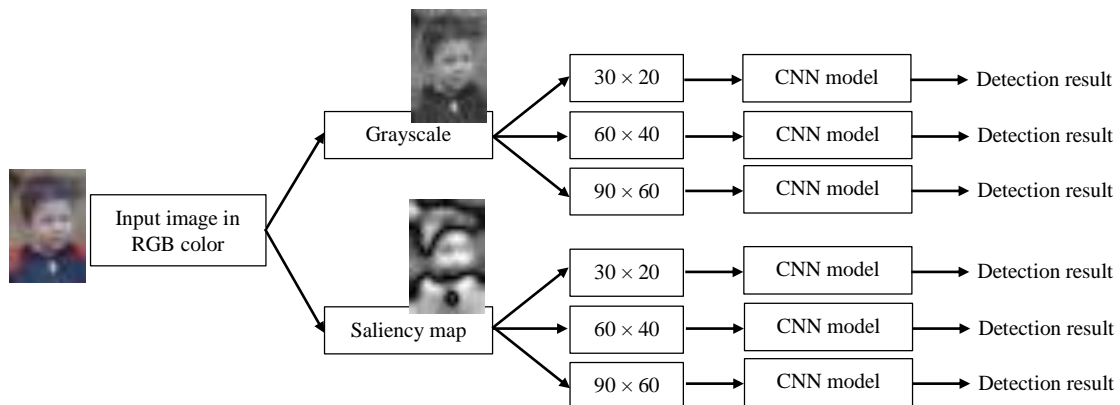 30 × 20
CNN model
Detection result
Grayscale
60 × 40
CNN model
Detection result
90 × 60
CNN model
Detection result
Input image in
RGB color
30 × 20
CNN model
Detection result
Saliency map
60 × 40
CNN model
Detection result
90 × 60
CNN model
Detection result